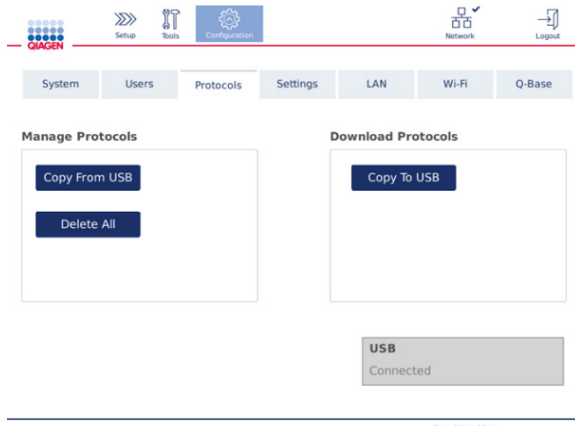 QIAGEN
Setup
Tools
Configuration
Network
Logout
System Users Protocols Settings LAN Wi-Fi Q-Base
Manage Protocols
Download Protocols
Copy From USB
Delete All
Copy To USB
USB
Connected